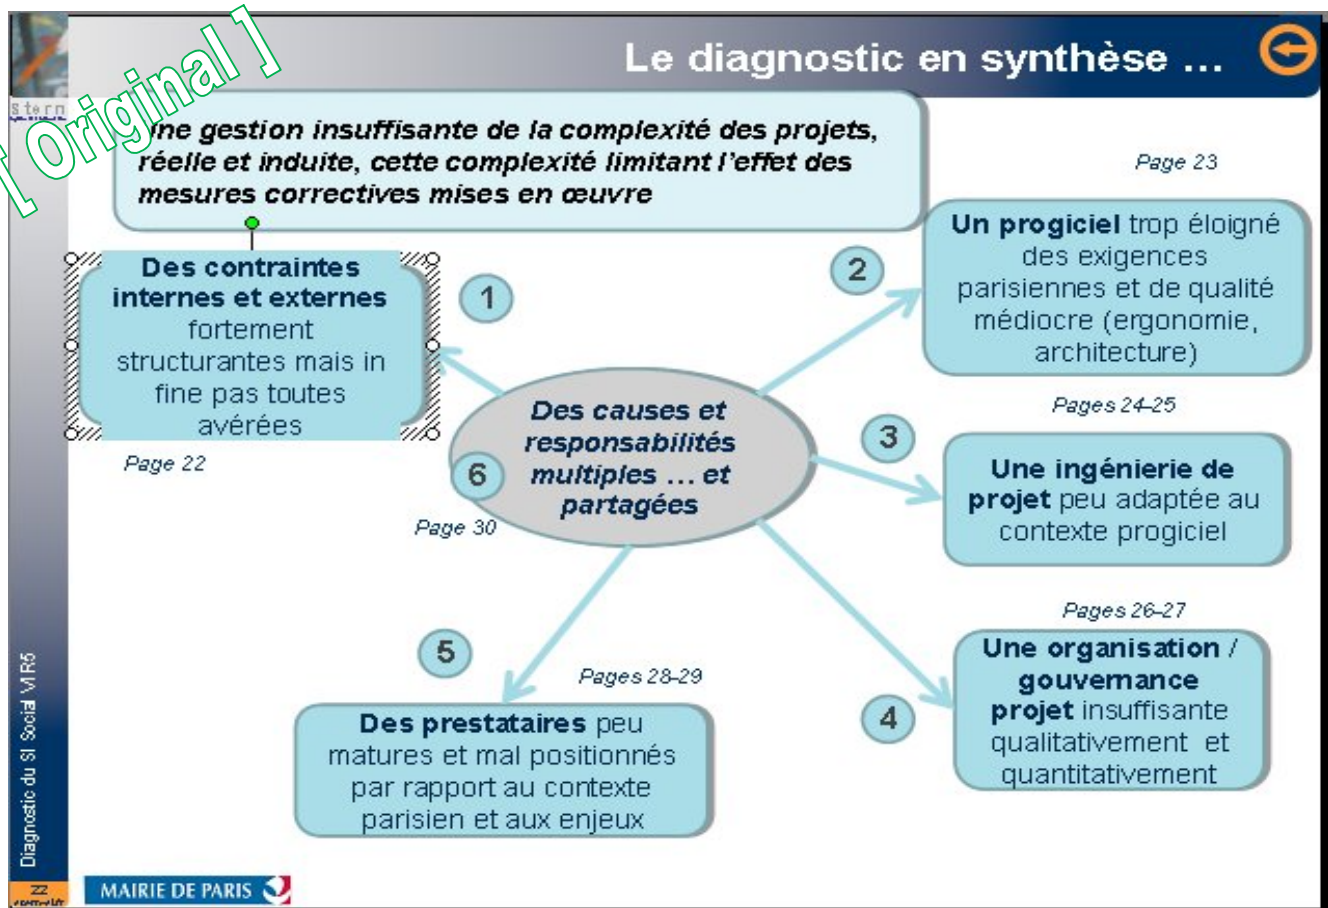 [ Original ]
Le diagnostic en synthèse ...
Stern
Une gestion insuffisante de la complexité des projets,
réelle et induite, cette complexité limitant l'effet des
mesures correctives mises en œuvre
Page 23
Des contraintes
internes et externes
fortement
structurantes mais in
fine pas toutes
avérées
Page 22
1
2
Un progiciel trop éloigné
des exigences
parisiennes et de qualité
médiocre (ergonomie,
architecture)
Pages 24-25
Des causes et
responsabilités
multiples ... et
partagées
6
Page 30
3
Une ingénierie de
projet peu adaptée au
contexte progiciel
Pages 26-27
4
Une organisation /
gouvernance
projet insuffisante
qualitativement et
quantitativement
5
Pages 28-29
Des prestataires peu
matures et mal positionnés
par rapport au contexte
parisien et aux enjeux
Diagnostic du SI Social V1R5
22
MAIRIE DE PARIS